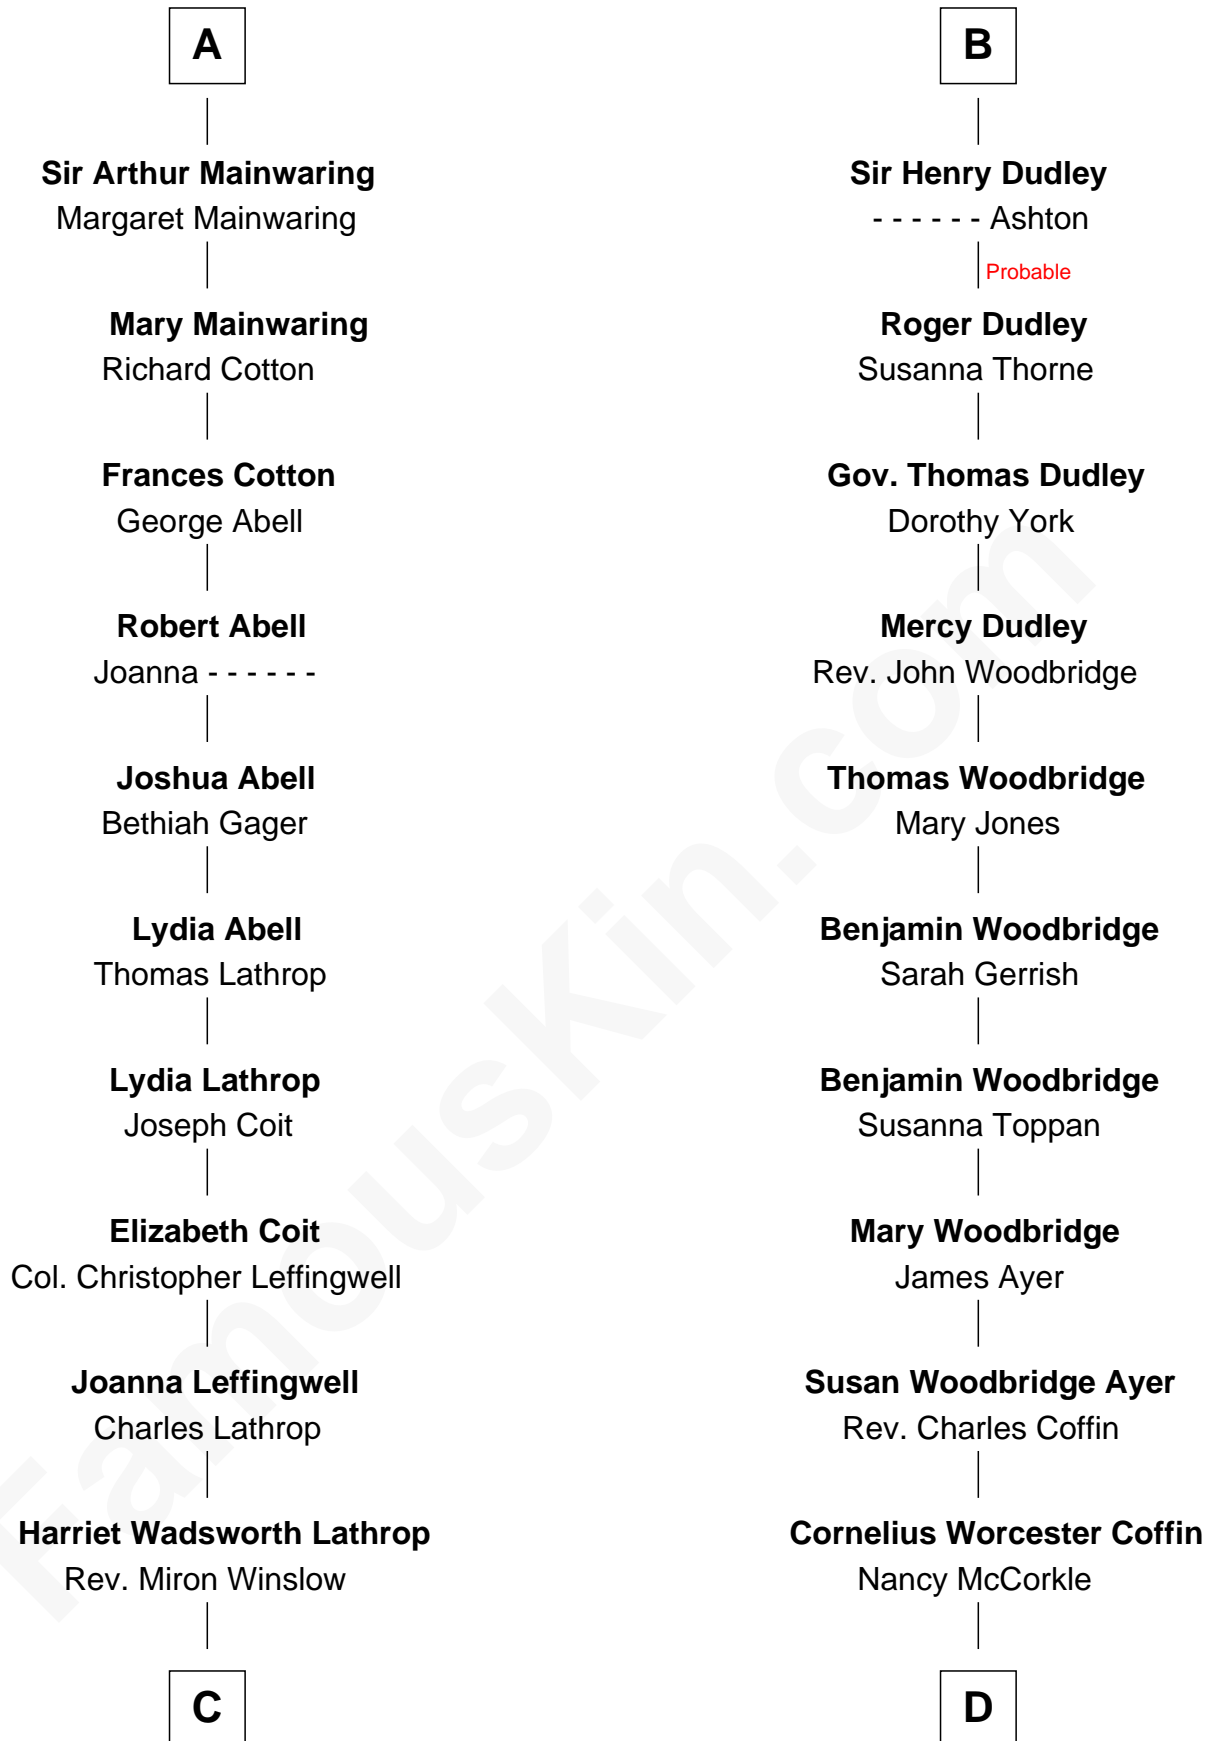 A
Sir Arthur Mainwaring
Margaret Mainwaring
Mary Mainwaring
Richard Cotton
Frances Cotton
George Abell
Robert Abell
Joanna - - - - - -
Joshua Abell
Bethiah Gager
Lydia Abell
Thomas Lathrop
Lydia Lathrop
Joseph Coit
Elizabeth Coit
Col. Christopher Leffingwell
Joanna Leffingwell
Charles Lathrop
Harriet Wadsworth Lathrop
Rev. Miron Winslow
C
B
Sir Henry Dudley
- - - - - - Ashton
Probable
Roger Dudley
Susanna Thorne
Gov. Thomas Dudley
Dorothy York
Mercy Dudley
Rev. John Woodbridge
Thomas Woodbridge
Mary Jones
Benjamin Woodbridge
Sarah Gerrish
Benjamin Woodbridge
Susanna Toppan
Mary Woodbridge
James Ayer
Susan Woodbridge Ayer
Rev. Charles Coffin
Cornelius Worcester Coffin
Nancy McCorkle
D
FamousKin.com